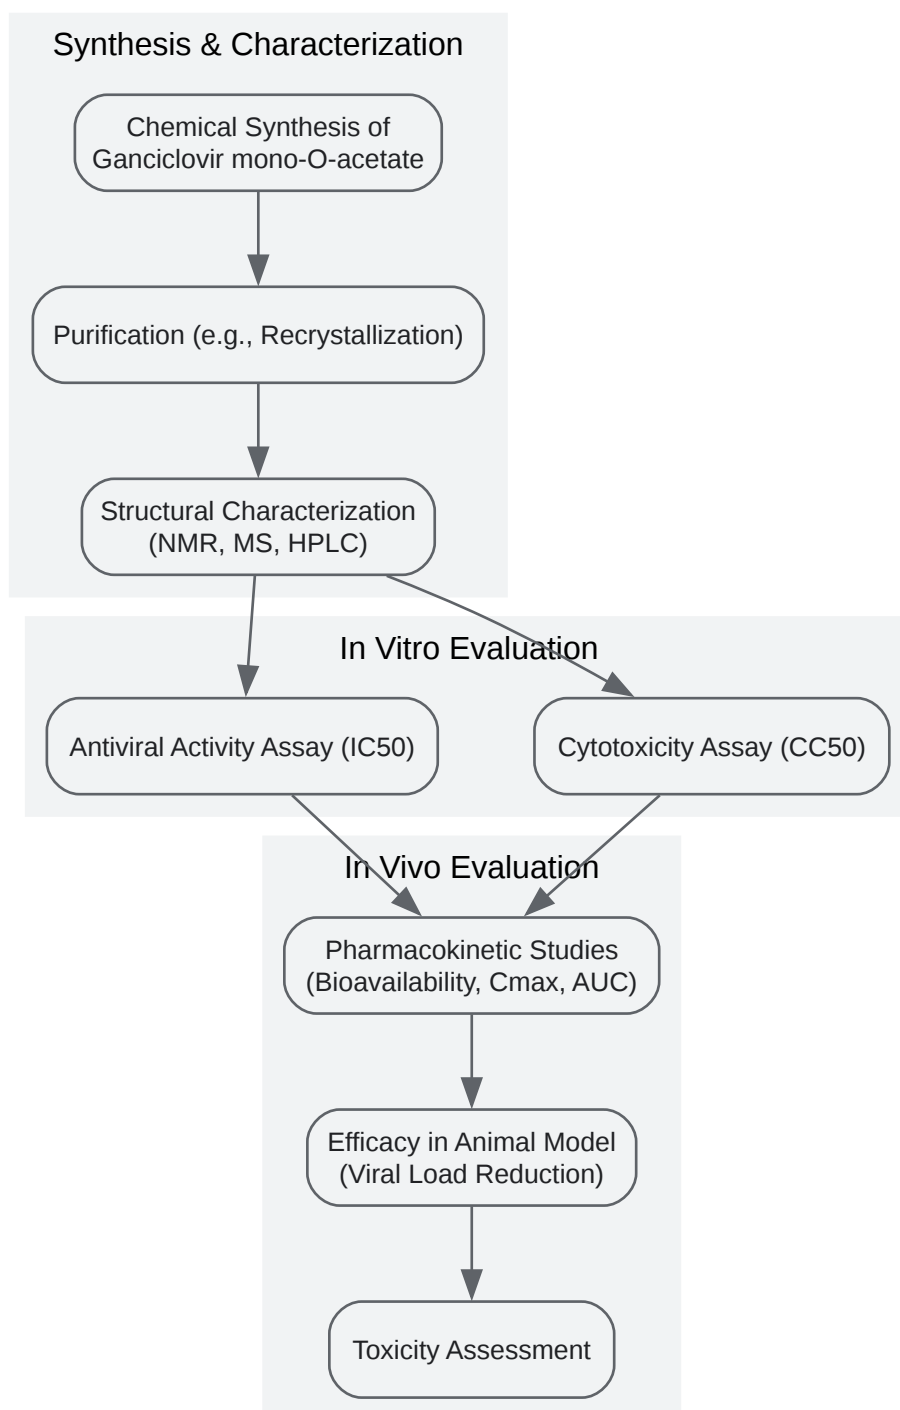 Synthesis & Characterization
Chemical Synthesis of
Ganciclovir mono-O-acetate
Purification (e.g., Recrystallization)
Structural Characterization
(NMR, MS, HPLC)
In Vitro Evaluation
Antiviral Activity Assay (IC50)
Cytotoxicity Assay (CC50)
In Vivo Evaluation
Pharmacokinetic Studies
(Bioavailability, Cmax, AUC)
Efficacy in Animal Model
(Viral Load Reduction)
Toxicity Assessment